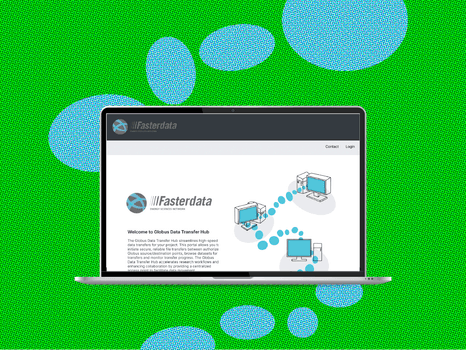 Fasterdata
Contact Login
Fasterdata
Welcome to Globus Data Transfer Hub
The Globus Data Transfer Hub streamlines high-speed
data transfers for your project. This portal allows you to
initiate secure, reliable file transfers between authorized
Globus source/destination points, browse datasets for
transfers and monitor transfer progress. The Globus
Data Transfer Hub accelerates research workflows and
enhancing collaboration by providing a centralized